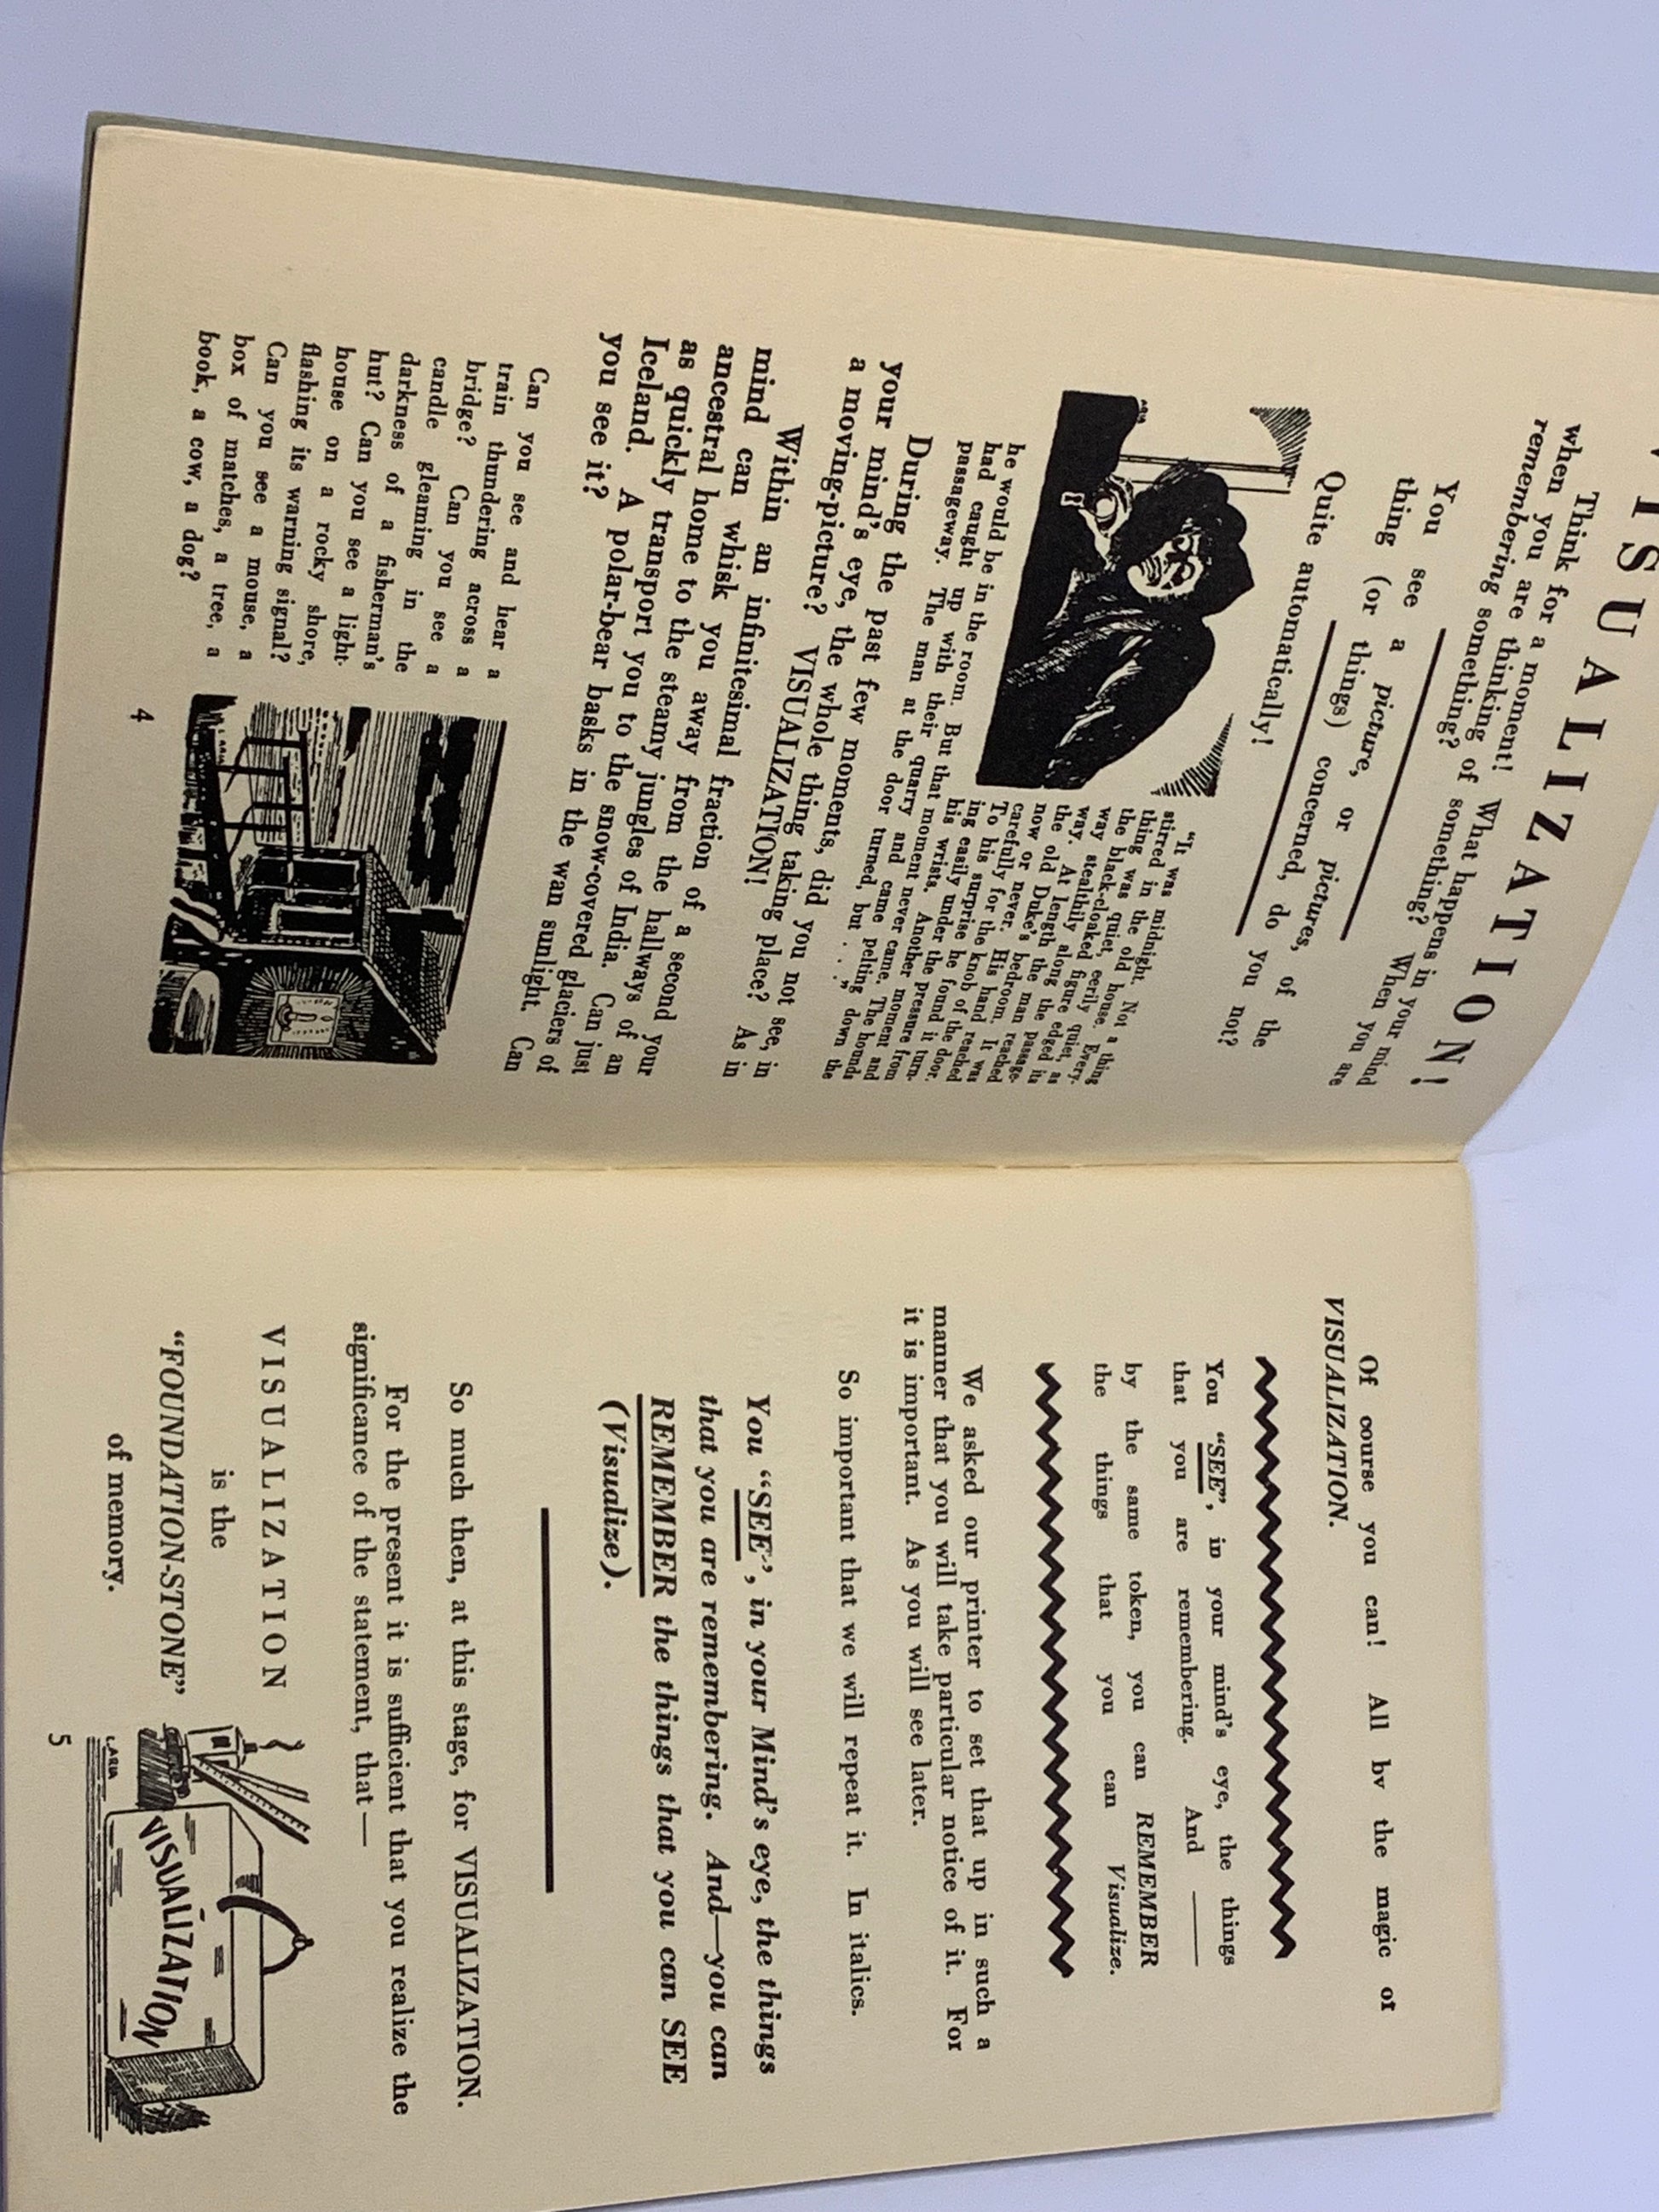 VISUALIZATION!
Think for a moment! What happens in your mind
when you are thinking of something? When you are
remembering something?
You see a picture, or pictures, of the
thing (or things) concerned, do you not?
Quite automatically!
"It was midnight. Not a thing
stirred in the old house. Every-
thing was quiet, eerily quiet, as
the black-cloaked figure edged its
way stealthily along the passage-
way. At length the man reached
the old Duke's bedroom. It was
now or never. His hand reached
carefully for the knob of the door.
To his surprise he found it turn-
ing easily under the pressure from
his wrists. Another moment and
he would be in the room. But that moment never came. The hounds
had caught up with their quarry and came pelting down the
passageway. The man at the door turned, but . . ."
During the past few moments, did you not see, in
your mind's eye, the whole thing taking place? As in
a moving-picture? VISUALIZATION!
Within an infinitesimal fraction of a second your
mind can whisk you away from the hallways of an
ancestral home to the steamy jungles of India. Can just
as quickly transport you to the snow-covered glaciers of
Iceland. A polar-bear basks in the wan sunlight. Can
you see it?
Can you see and hear a
train thundering across a
bridge? Can you see a
candle gleaming in the
darkness of a fisherman's
hut? Can you see a light-
house on a rocky shore,
flashing its warning signal?
Can you see a mouse, a
box of matches, a tree, a
book, a cow, a dog?
4
Of course you can! All by the magic of
VISUALIZATION.
You "SEE", in your mind's eye, the things
that you are remembering. And ——
by the same token, you can REMEMBER
the things that you can Visualize.
We asked our printer to set that up in such a
manner that you will take particular notice of it. For
it is important. As you will see later.
So important that we will repeat it. In italics.
You "SEE", in your Mind's eye, the things
that you are remembering. And—you can
REMEMBER the things that you can SEE
(Visualize).
So much then, at this stage, for VISUALIZATION.
For the present it is sufficient that you realize the
significance of the statement, that—
VISUALIZATION
is the
"FOUNDATION-STONE"
of memory.
VISUALIZATION
CARIA
5